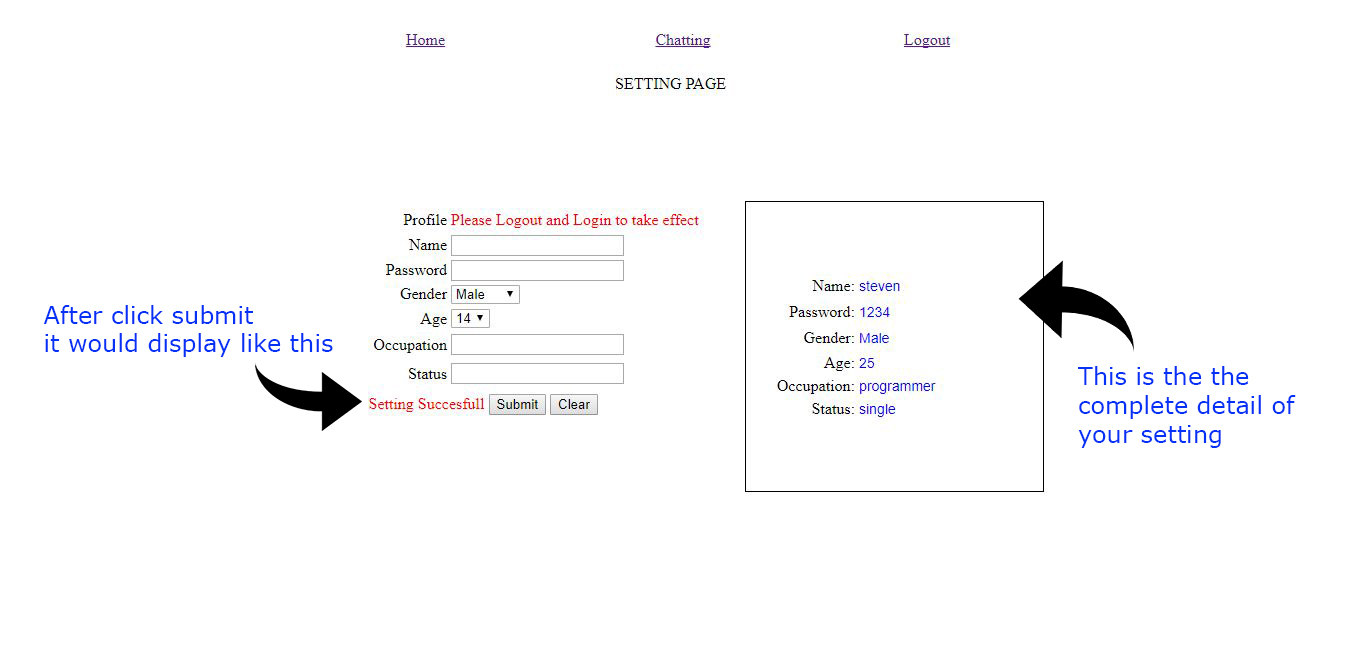 Home Chatting Logout
SETTING PAGE
Profile Please Logout and Login to take effect
Name
Password
Gender Male
Age 14
Occupation
Status
Setting Succesfull Submit Clear
After click submit
it would display like this
Name: steven
Password: 1234
Gender: Male
Age: 25
Occupation: programmer
Status: single
This is the the
complete detail of
your setting